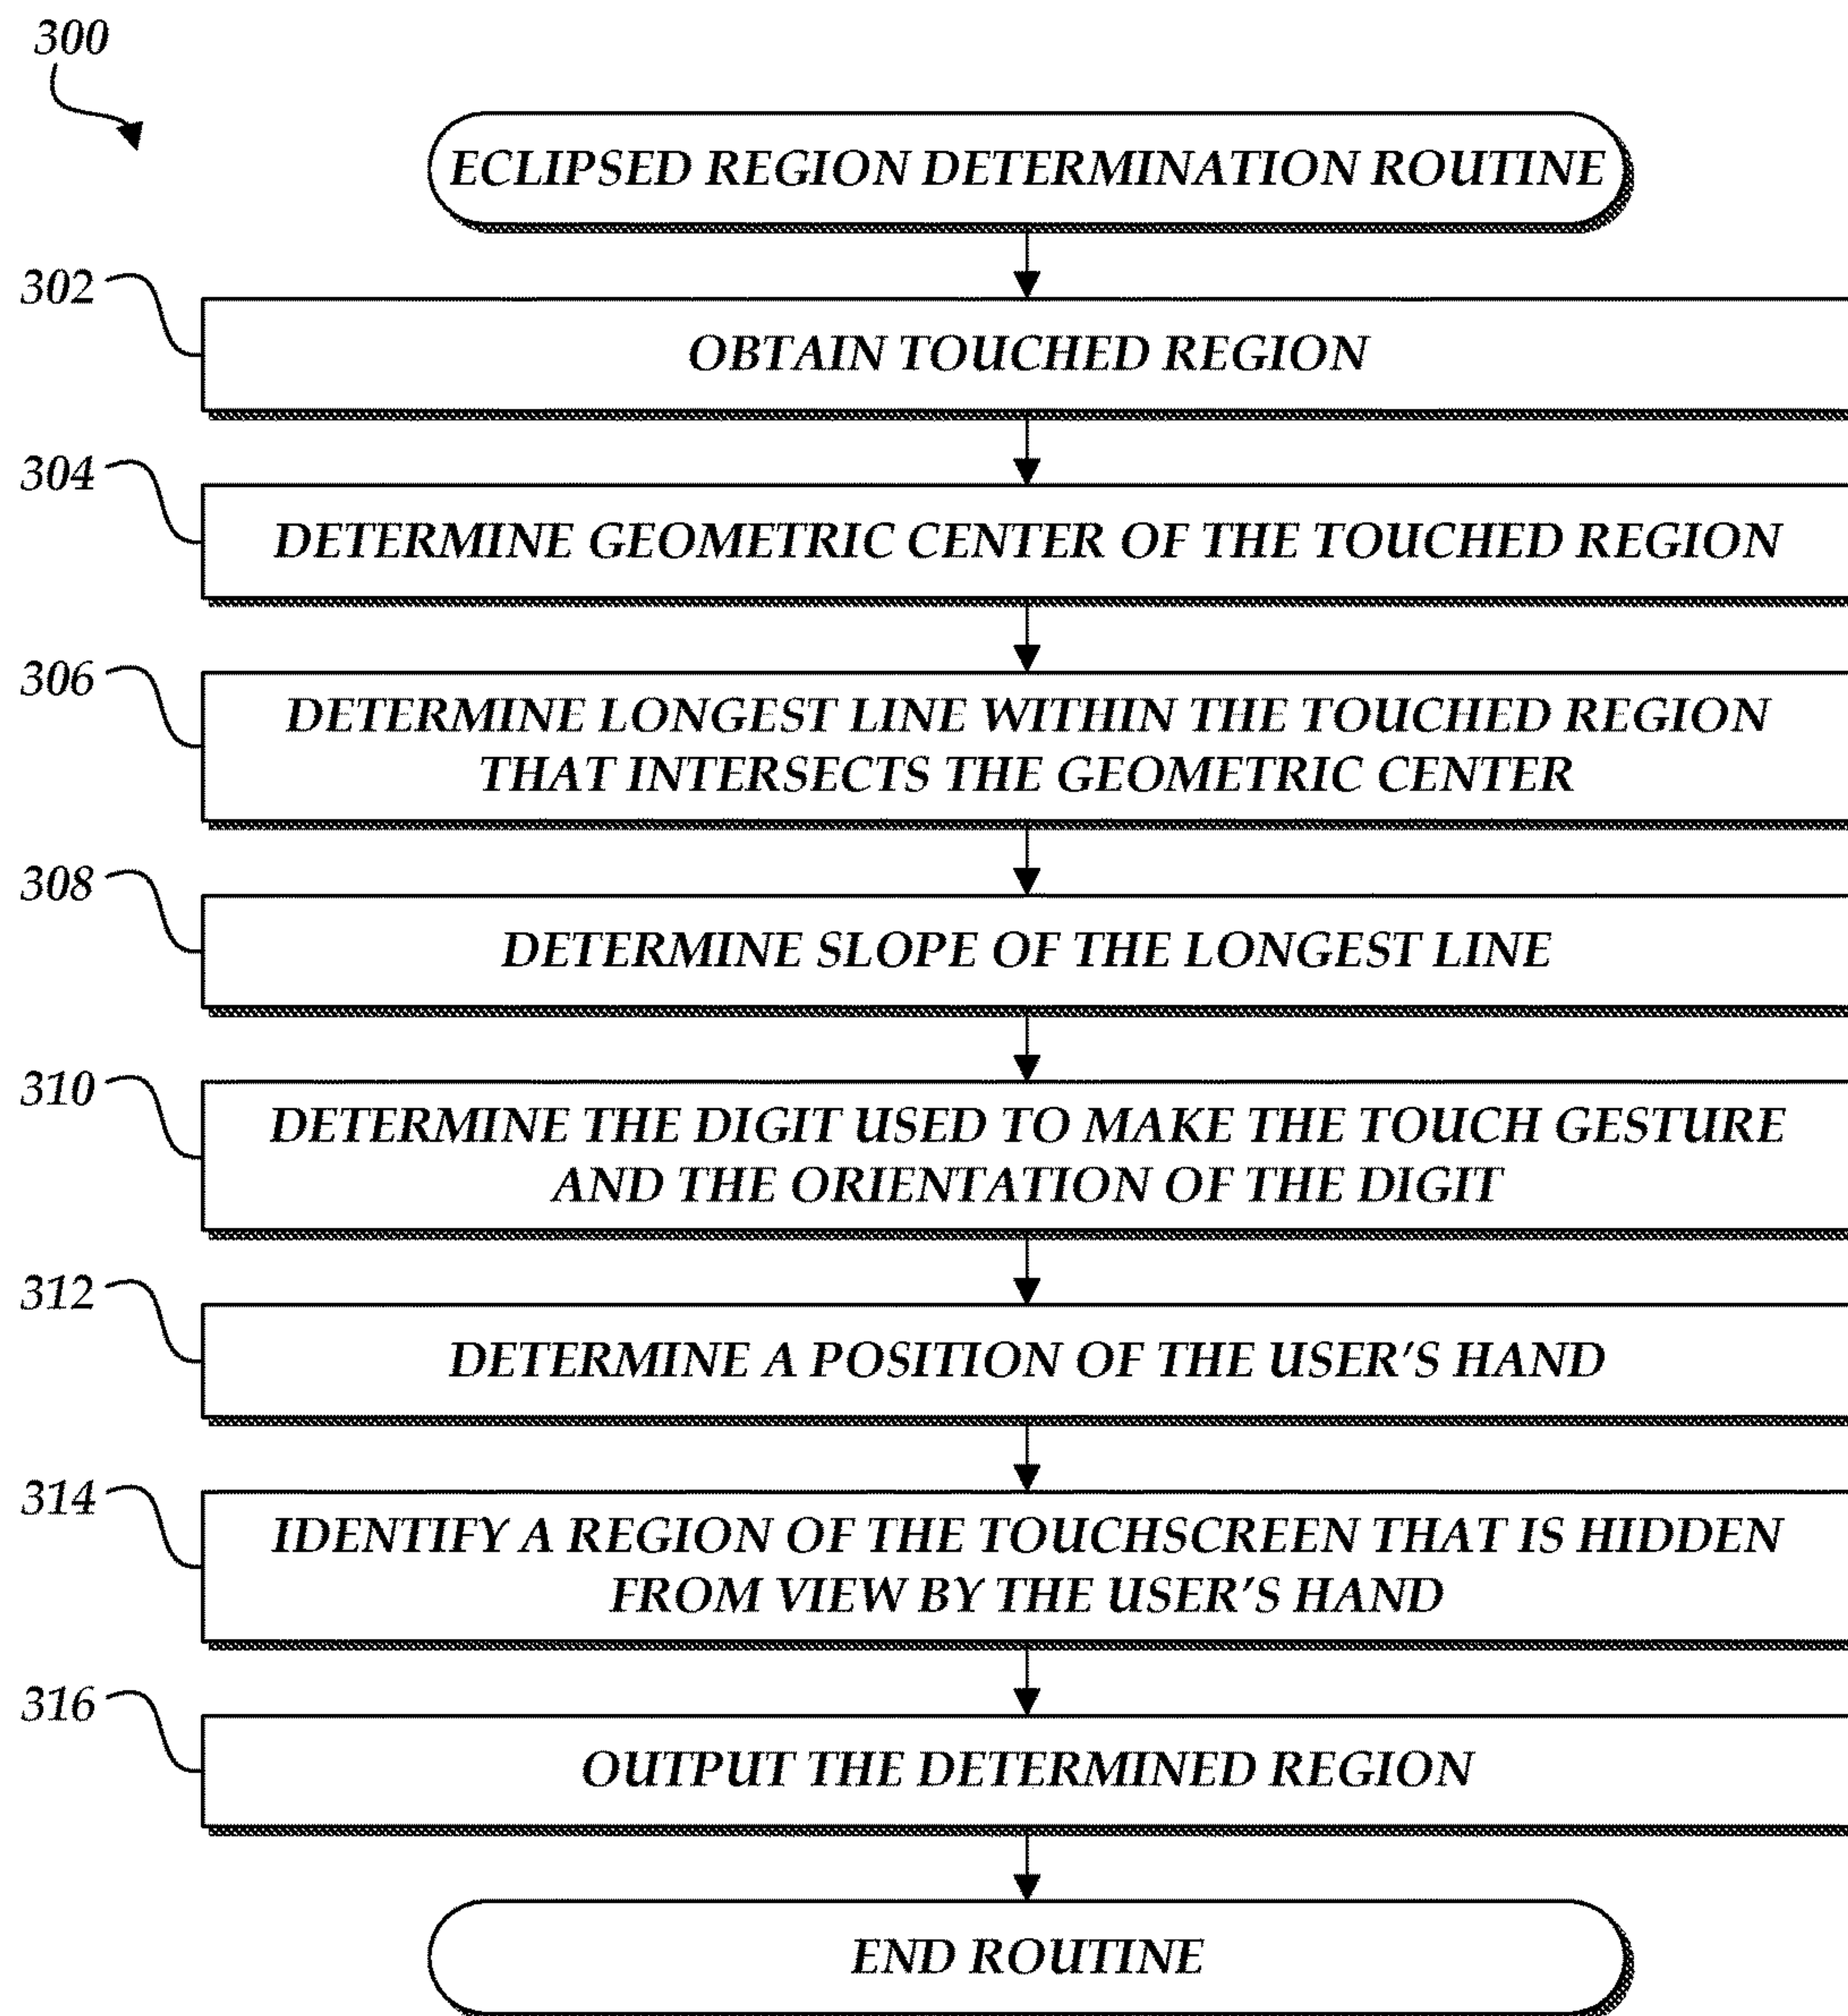 300
ECLIPSED REGION DETERMINATION ROUTINE
302
OBTAIN TOUCHED REGION
304
DETERMINE GEOMETRIC CENTER OF THE TOUCHED REGION
306
DETERMINE LONGEST LINE WITHIN THE TOUCHED REGION
THAT INTERSECTS THE GEOMETRIC CENTER
308
DETERMINE SLOPE OF THE LONGEST LINE
310
DETERMINE THE DIGIT USED TO MAKE THE TOUCH GESTURE
AND THE ORIENTATION OF THE DIGIT
312
DETERMINE A POSITION OF THE USER'S HAND
314
IDENTIFY A REGION OF THE TOUCHSCREEN THAT IS HIDDEN
FROM VIEW BY THE USER'S HAND
316
OUTPUT THE DETERMINED REGION
END ROUTINE